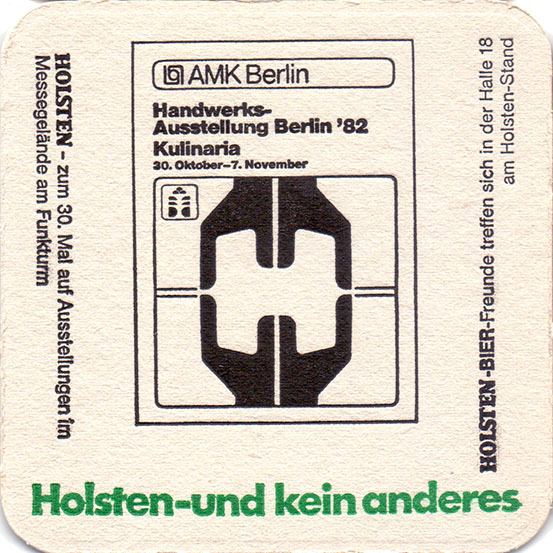 HOLSTEN - zum 30. Mal auf Ausstellungen im
Messegelände am Funkturm
AMK Berlin
Handwerks-
Ausstellung Berlin '82
Kulinaria
30. Oktober–7. November
HOLSTEN-BIER-Freunde treffen sich in der Halle 18
am Holsten-Stand
Holsten-und kein anderes